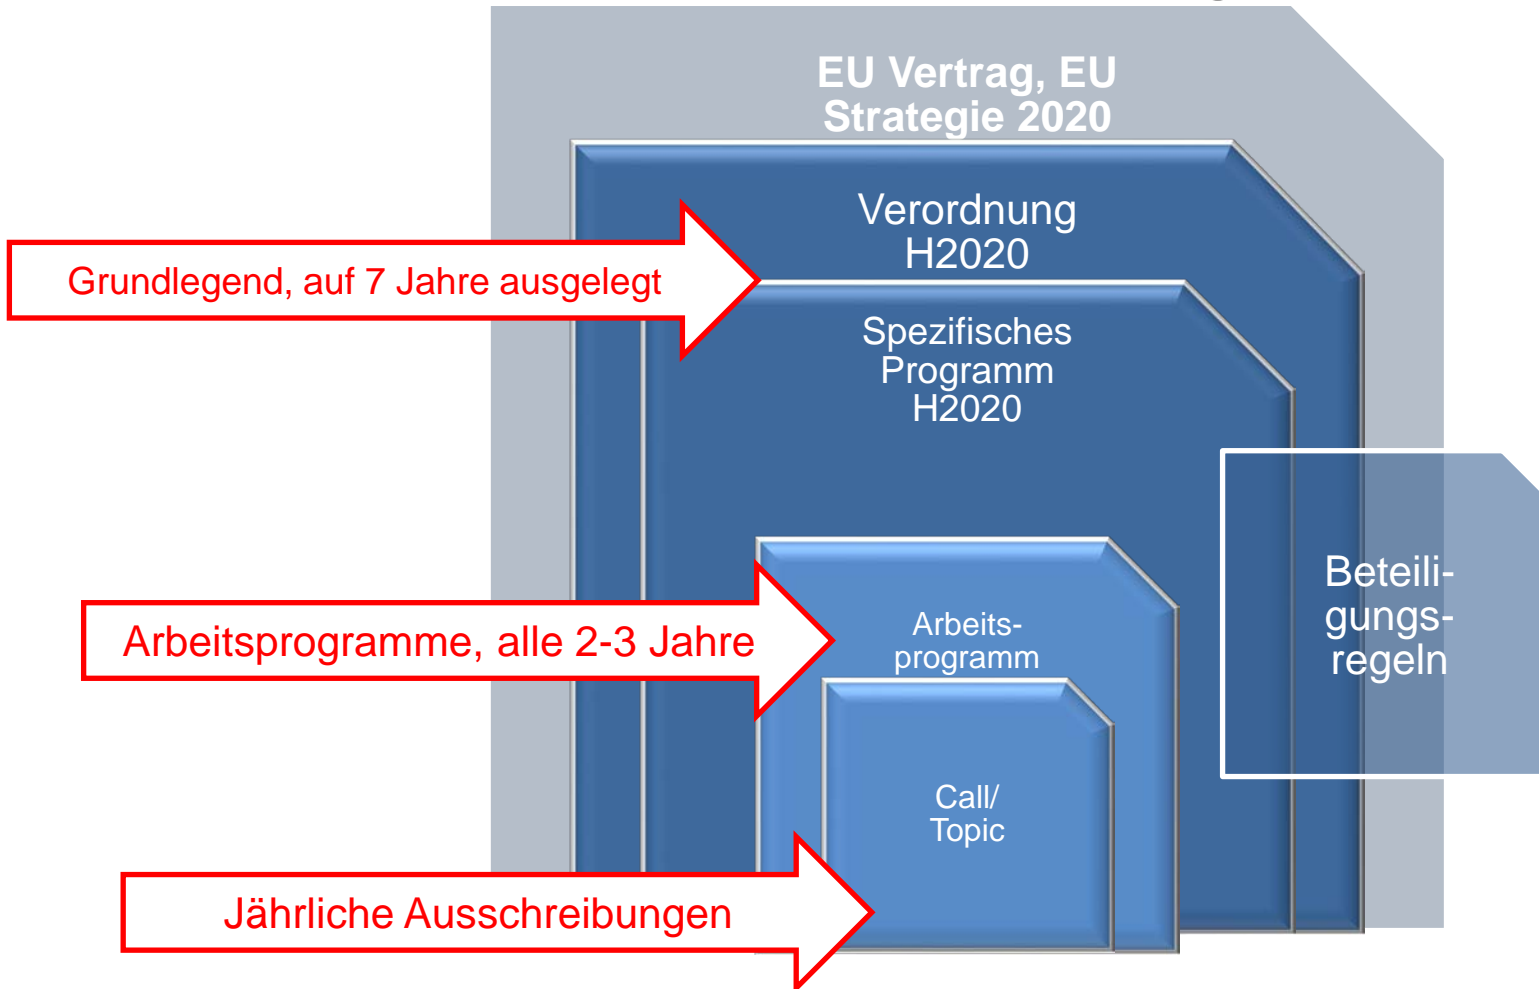 EU Vertrag, EU
Strategie 2020
Verordnung
H2020
Grundlegend, auf 7 Jahre ausgelegt
Spezifisches
Programm
H2020
Beteili-
gungs-
regeln
Arbeitsprogramme, alle 2-3 Jahre
Arbeits-
programm
Call/
Topic
Jährliche Ausschreibungen